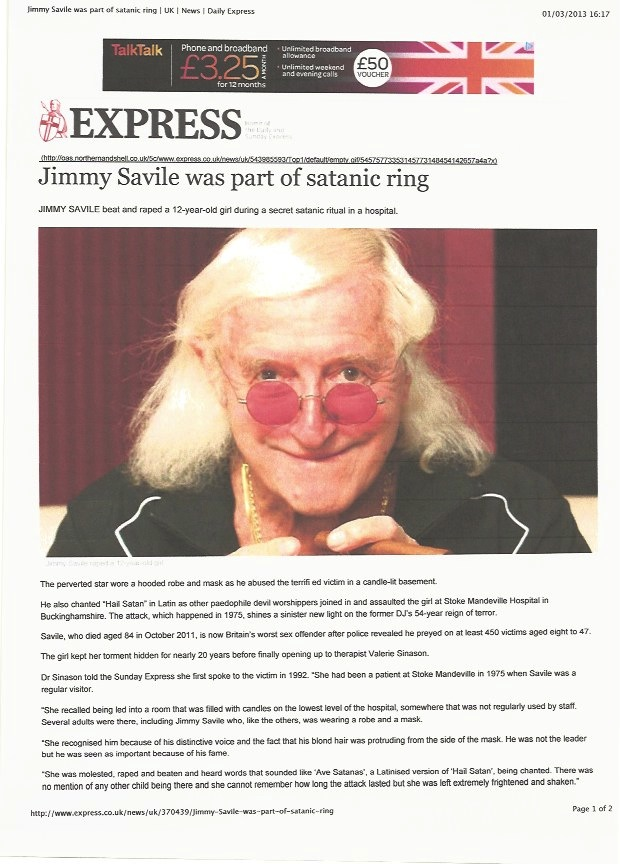 Jimmy Savile was part of satanic ring | UK | News | Daily Express
01/03/2013 16:17
TalkTalk
Phone and broadband
£3.25 A MONTH
for 12 months
· Unlimited broadband
allowance
· Unlimited weekend
and evening calls
£50
VOUCHER
EXPRESS
Home of
the Daily and
Sunday Express
Jimmy Savile was part of satanic ring
JIMMY SAVILE beat and raped a 12-year-old girl during a secret satanic ritual in a hospital.
Jimmy Savile raped a 12-year-old girl
The perverted star wore a hooded robe and mask as he abused the terrifi ed victim in a candle-lit basement.
He also chanted "Hail Satan" in Latin as other paedophile devil worshippers joined in and assaulted the girl at Stoke Mandeville Hospital in
Buckinghamshire. The attack, which happened in 1975, shines a sinister new light on the former DJ's 54-year reign of terror.
Savile, who died aged 84 in October 2011, is now Britain's worst sex offender after police revealed he preyed on at least 450 victims aged eight to 47.
The girl kept her torment hidden for nearly 20 years before finally opening up to therapist Valerie Sinason.
Dr Sinason told the Sunday Express she first spoke to the victim in 1992. "She had been a patient at Stoke Mandeville in 1975 when Savile was a
regular visitor.
"She recalled being led into a room that was filled with candles on the lowest level of the hospital, somewhere that was not regularly used by staff.
Several adults were there, including Jimmy Savile who, like the others, was wearing a robe and a mask.
"She recognised him because of his distinctive voice and the fact that his blond hair was protruding from the side of the mask. He was not the leader
but he was seen as important because of his fame.
"She was molested, raped and beaten and heard words that sounded like 'Ave Satanas', a Latinised version of 'Hail Satan', being chanted. There was
no mention of any other child being there and she cannot remember how long the attack lasted but she was left extremely frightened and shaken."
http://www.express.co.uk/news/uk/370439/Jimmy-Savile-was-part-of-satanic-ring
Page 1 of 2